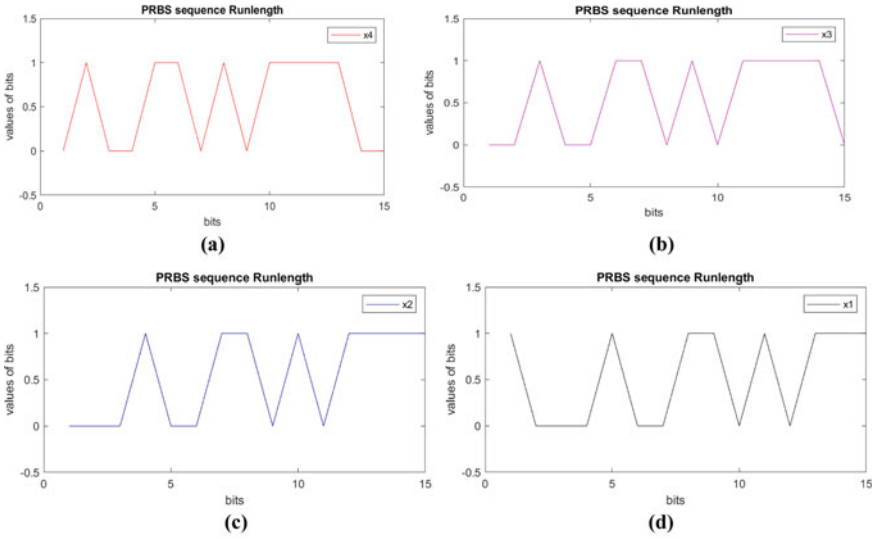 PRBS sequence Runlength
x4
1.5
1
0.5
0
-0.5
values of bits
0
5
10
15
bits
(a)
PRBS sequence Runlength
x3
1.5
1
0.5
0
-0.5
values of bits
0
5
10
15
bits
(b)
PRBS sequence Runlength
x2
1.5
1
0.5
0
-0.5
values of bits
0
5
10
15
bits
(c)
PRBS sequence Runlength
x1
1.5
1
0.5
0
-0.5
values of bits
0
5
10
15
bits
(d)